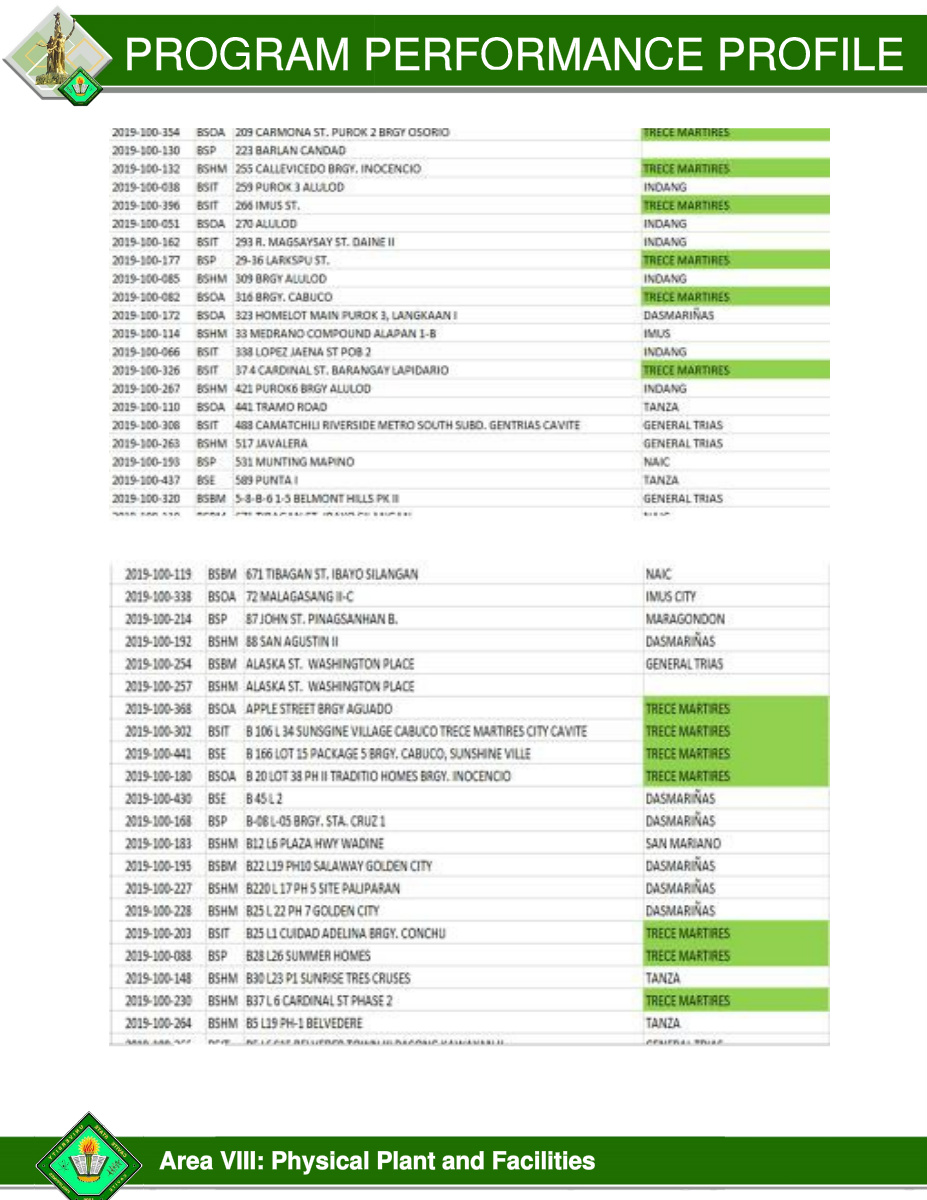 PROGRAM PERFORMANCE PROFILE
2019-100-354 BSOA 209 CARMONA ST. PUROK 2 BRGY OSORIO TRECE MARTIRES
2019-100-130 BSP 223 BARLAN CANDAD
2019-100-132 BSHM 255 CALLEVICEDO BRGY. INOCENCIO TRECE MARTIRES
2019-100-038 BSIT 259 PUROK 3 ALULOD INDANG
2019-100-396 BSIT 266 IMUS ST. TRECE MARTIRES
2019-100-051 BSOA 270 ALULOD INDANG
2019-100-162 BSIT 293 R. MAGSAYSAY ST. DAINE II INDANG
2019-100-177 BSP 29-36 LARKSPU ST. TRECE MARTIRES
2019-100-085 BSHM 309 BRGY ALULOD INDANG
2019-100-082 BSOA 316 BRGY. CABUCO TRECE MARTIRES
2019-100-172 BSOA 323 HOMELOT MAIN PUROK 3, LANGKAAN I DASMARIÑAS
2019-100-114 BSHM 33 MEDRANO COMPOUND ALAPAN 1-B IMUS
2019-100-066 BSIT 338 LOPEZ JAENA ST POB 2 INDANG
2019-100-326 BSIT 374 CARDINAL ST. BARANGAY LAPIDARIO TRECE MARTIRES
2019-100-267 BSHM 421 PUROK6 BRGY ALULOD INDANG
2019-100-110 BSOA 441 TRAMO ROAD TANZA
2019-100-308 BSIT 488 CAMATCHILI RIVERSIDE METRO SOUTH SUBD. GENTRIAS CAVITE GENERAL TRIAS
2019-100-263 BSHM 517 JAVALERA GENERAL TRIAS
2019-100-193 BSP 531 MUNTING MAPINO NAIC
2019-100-437 BSE 589 PUNTA I TANZA
2019-100-320 BSBM 5-8-B-6 1-5 BELMONT HILLS PK II GENERAL TRIAS
2019-100-119 BSBM 671 TIBAGAN ST. IBAYO SILANGAN NAIC
2019-100-338 BSOA 72 MALAGASANG II-C IMUS CITY
2019-100-214 BSP 87 JOHN ST. PINAGSANHAN B. MARAGONDON
2019-100-192 BSHM 88 SAN AGUSTIN II DASMARIÑAS
2019-100-254 BSBM ALASKA ST. WASHINGTON PLACE GENERAL TRIAS
2019-100-257 BSHM ALASKA ST. WASHINGTON PLACE
2019-100-368 BSOA APPLE STREET BRGY AGUADO TRECE MARTIRES
2019-100-302 BSIT B 106 L 34 SUNSGINE VILLAGE CABUCO TRECE MARTIRES CITY CAVITE TRECE MARTIRES
2019-100-441 BSE B 166 LOT 15 PACKAGE 5 BRGY. CABUCO, SUNSHINE VILLE TRECE MARTIRES
2019-100-180 BSOA B 20 LOT 38 PH II TRADITIO HOMES BRGY. INOCENCIO TRECE MARTIRES
2019-100-430 BSE B 45 L 2 DASMARIÑAS
2019-100-168 BSP B-08 L-05 BRGY. STA. CRUZ 1 DASMARIÑAS
2019-100-183 BSHM B12 L6 PLAZA HWY WADINE SAN MARIANO
2019-100-195 BSBM B22 L19 PH10 SALAWAY GOLDEN CITY DASMARIÑAS
2019-100-227 BSHM B220 L 17 PH 5 SITE PALIPARAN DASMARIÑAS
2019-100-228 BSHM B25 L 22 PH 7 GOLDEN CITY DASMARIÑAS
2019-100-203 BSIT B25 L1 CUIDAD ADELINA BRGY. CONCHU TRECE MARTIRES
2019-100-088 BSP B28 L26 SUMMER HOMES TRECE MARTIRES
2019-100-148 BSHM B30 L23 P1 SUNRISE TRES CRUSES TANZA
2019-100-230 BSHM B37 L 6 CARDINAL ST PHASE 2 TRECE MARTIRES
2019-100-264 BSHM B5 L19 PH-1 BELVEDERE TANZA
Area VIII: Physical Plant and Facilities